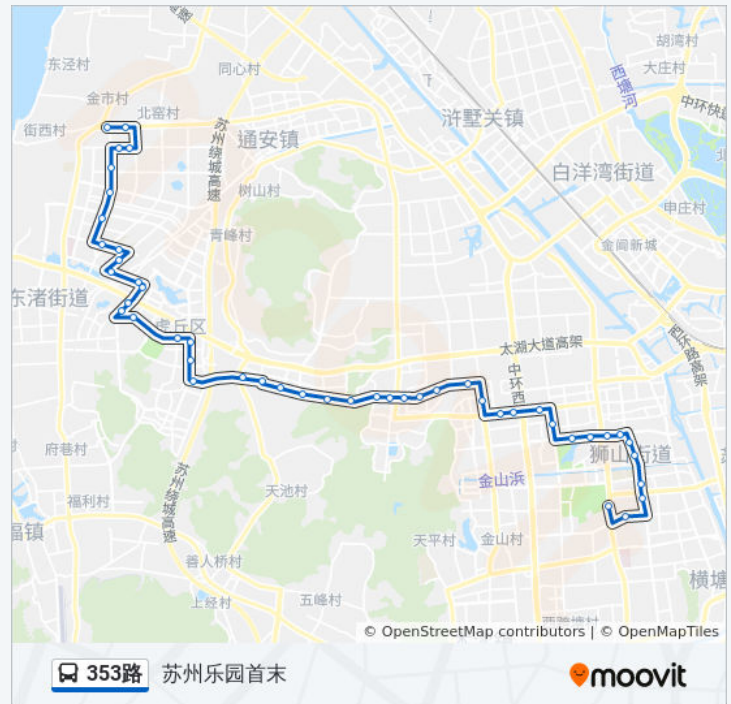 胡湾村
大庄村
东泾村
同心村
高速
西塘河
金市村
北窑村
中环快
街西村
苏州绕城高速
通安镇
浒墅关镇
白洋湾街道
树山村
申庄村
青峰村
金阊新城
东渚街道
虎丘区
太湖大道高架
西环路高架
中环西
府巷村
狮山街道
金山浜
苏州绕城高速
天池村
福利村
福镇
天平村
金山村
善人桥村
横塘
上经村
五峰村
© OpenStreetMap contributors | © OpenMapTiles
353路 苏州乐园首末
moovit